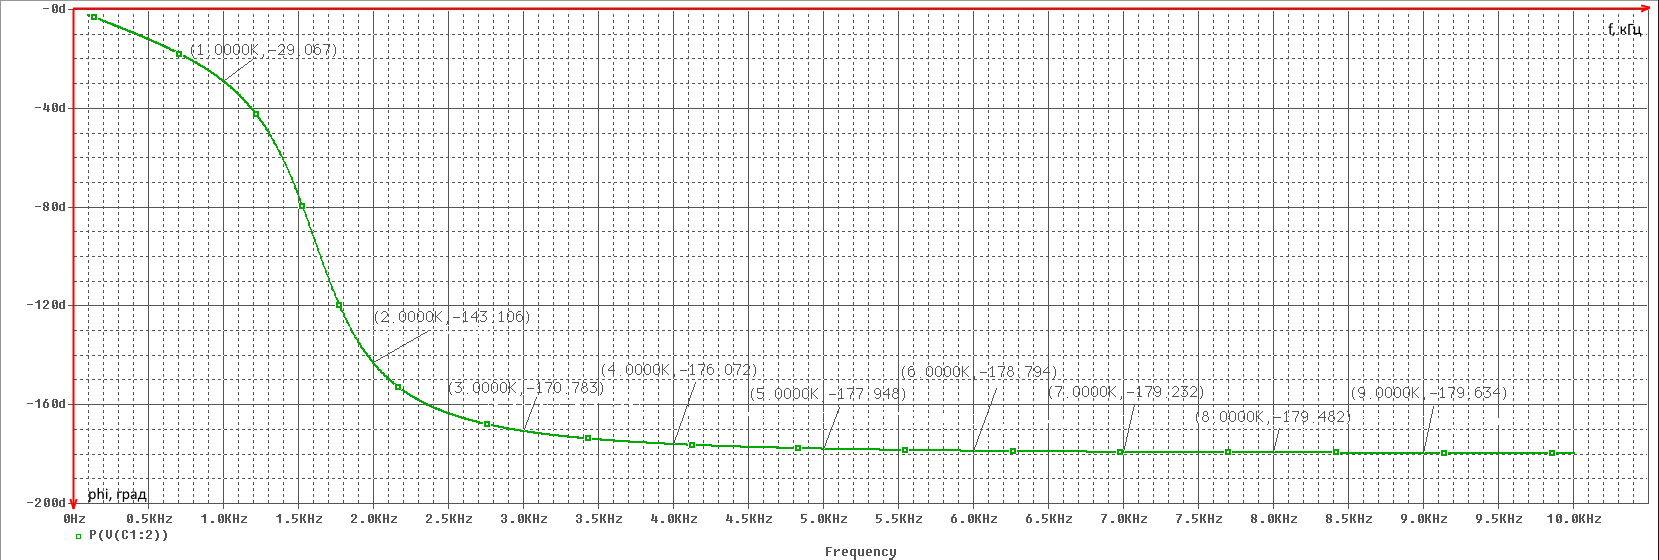 -0d
f, кГц
(1.0000K,-29.067)
-40d
-80d
-120d
(2.0000K,-143.106)
(3.0000K,-170.783)
(4.0000K,-176.072)
(5.0000K,-177.948)
(6.0000K,-178.794)
(7.0000K,-179.232)
(8.0000K,-179.482)
(9.0000K,-179.634)
-160d
phi, град
-200d
0Hz 0.5KHz 1.0KHz 1.5KHz 2.0KHz 2.5KHz 3.0KHz 3.5KHz 4.0KHz 4.5KHz 5.0KHz 5.5KHz 6.0KHz 6.5KHz 7.0KHz 7.5KHz 8.0KHz 8.5KHz 9.0KHz 9.5KHz 10.0KHz
P(V(C1:2))
Frequency